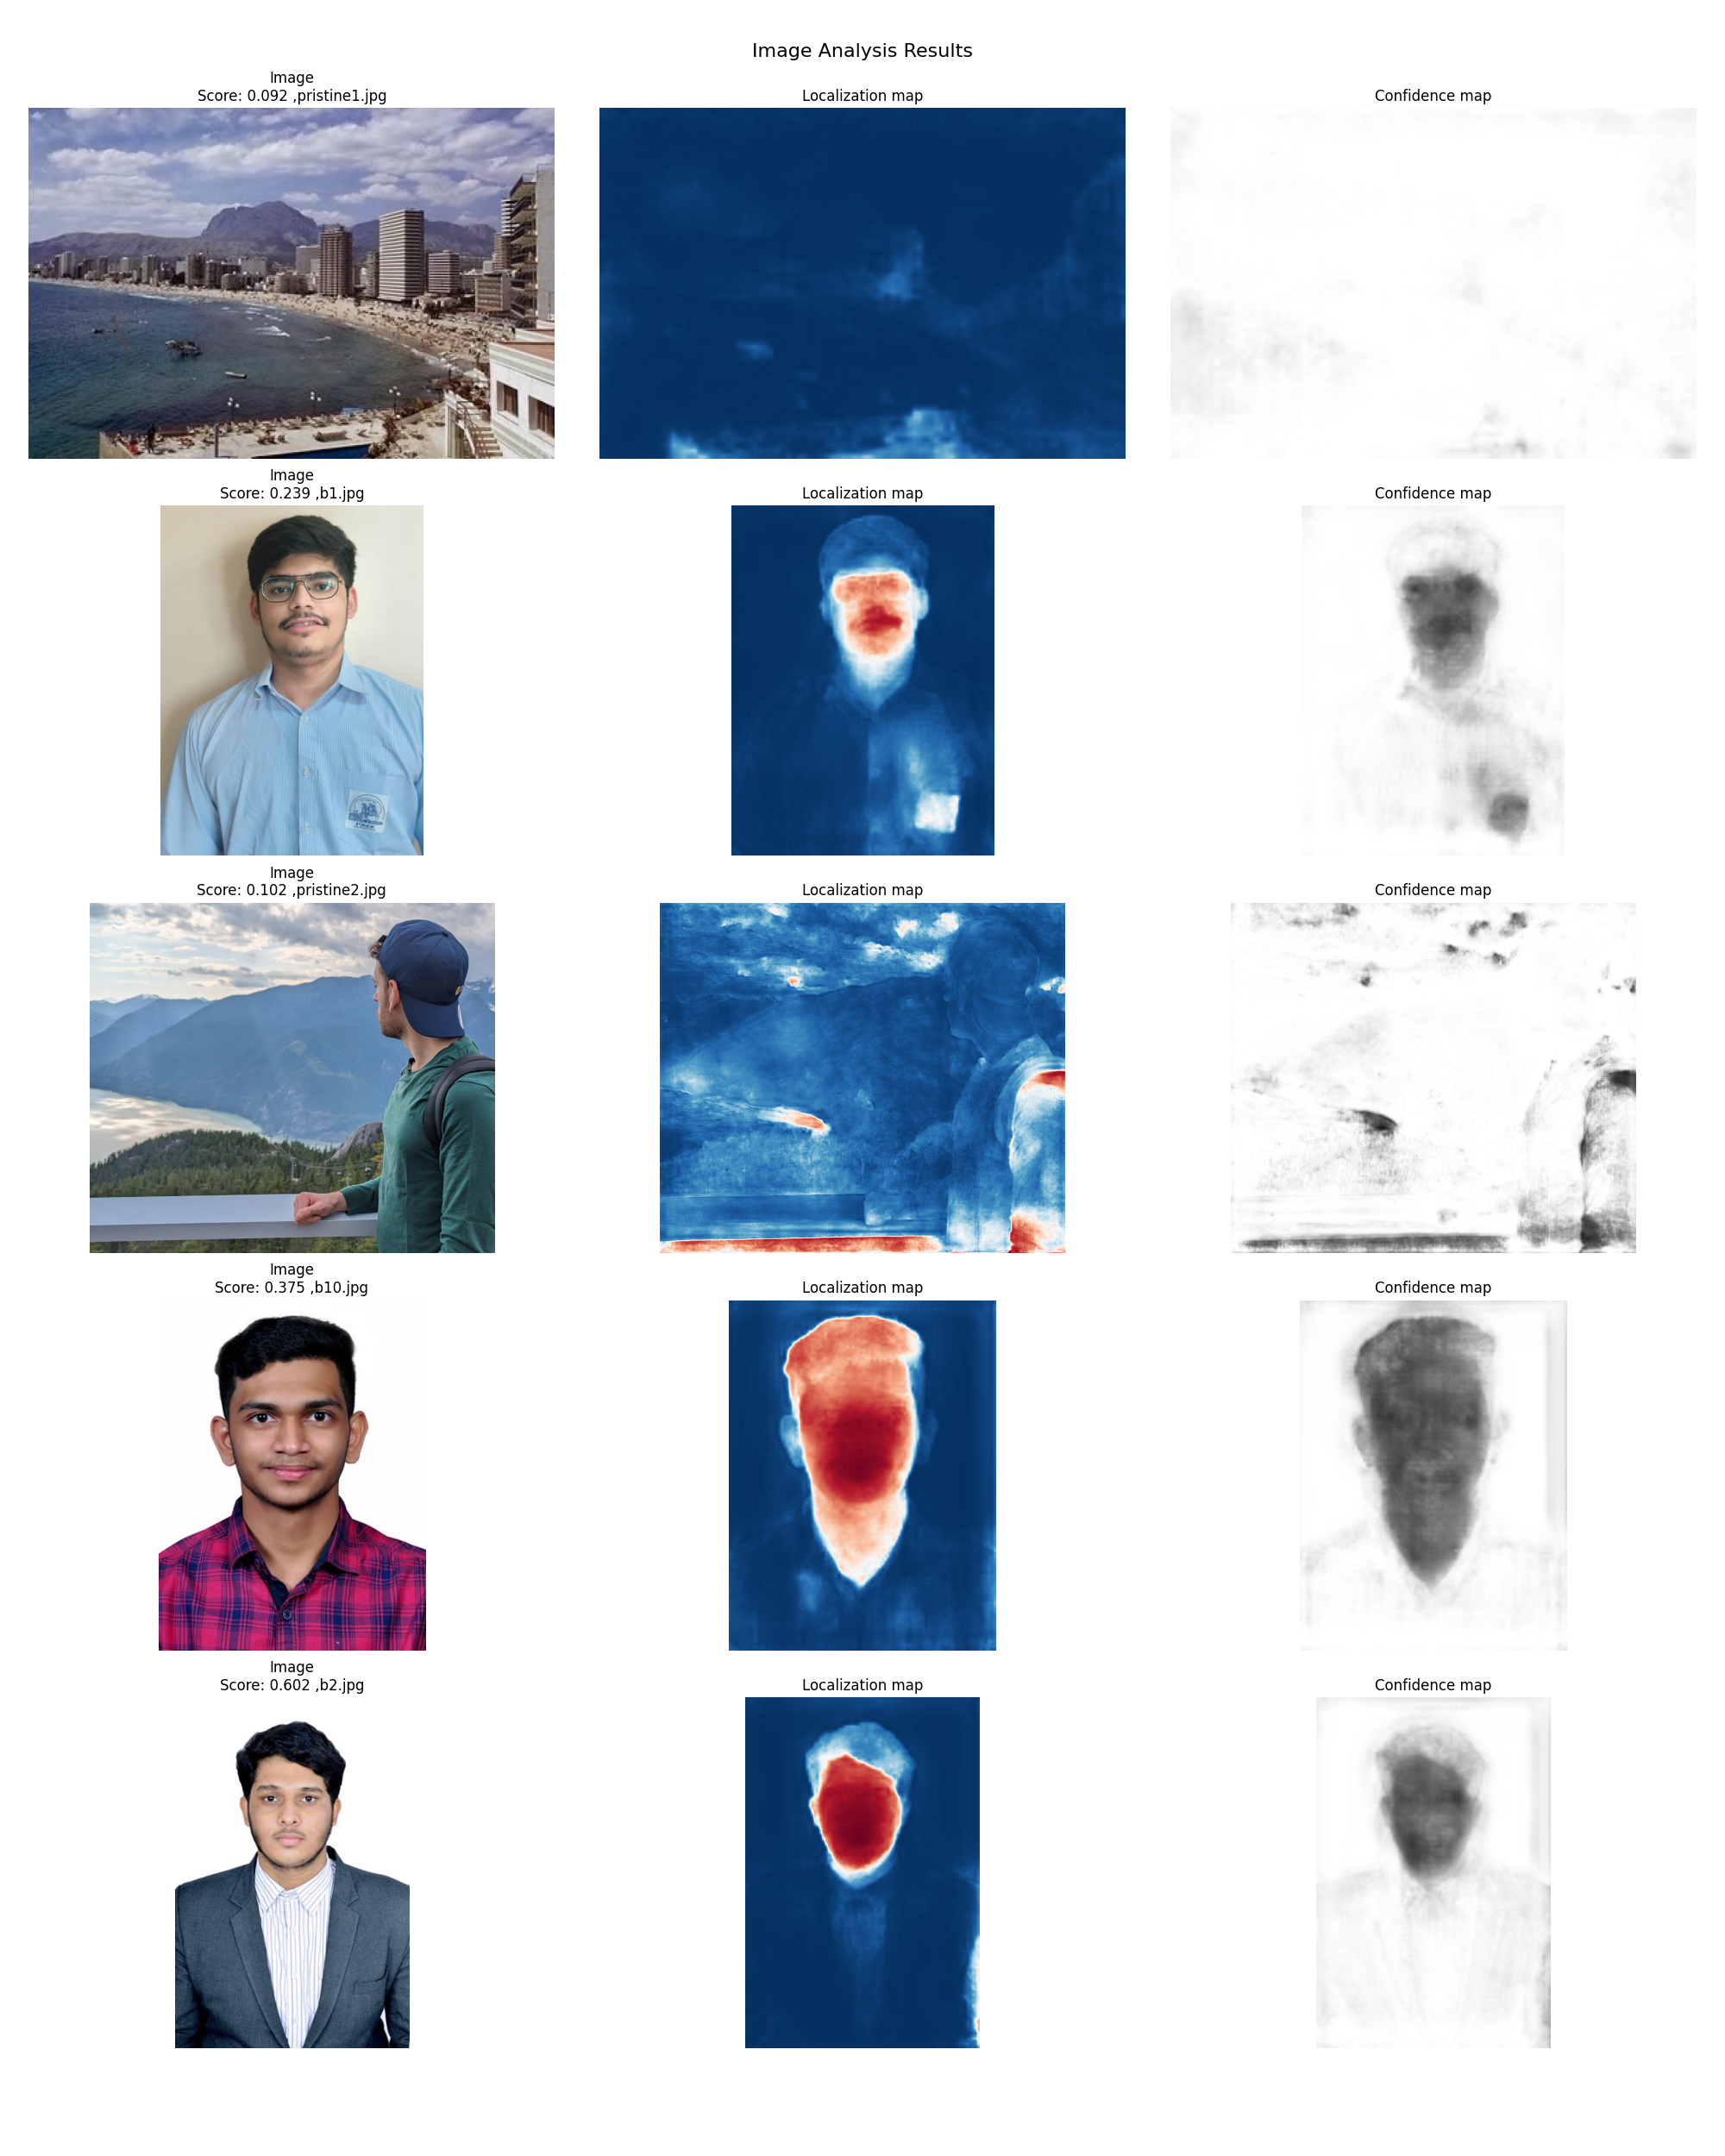 Image Analysis Results
Image
Score: 0.092 ,pristine1.jpg
Localization map
Confidence map
Image
Score: 0.239 ,b1.jpg
Localization map
Confidence map
Image
Score: 0.102 ,pristine2.jpg
Localization map
Confidence map
Image
Score: 0.375 ,b10.jpg
Localization map
Confidence map
Image
Score: 0.602 ,b2.jpg
Localization map
Confidence map